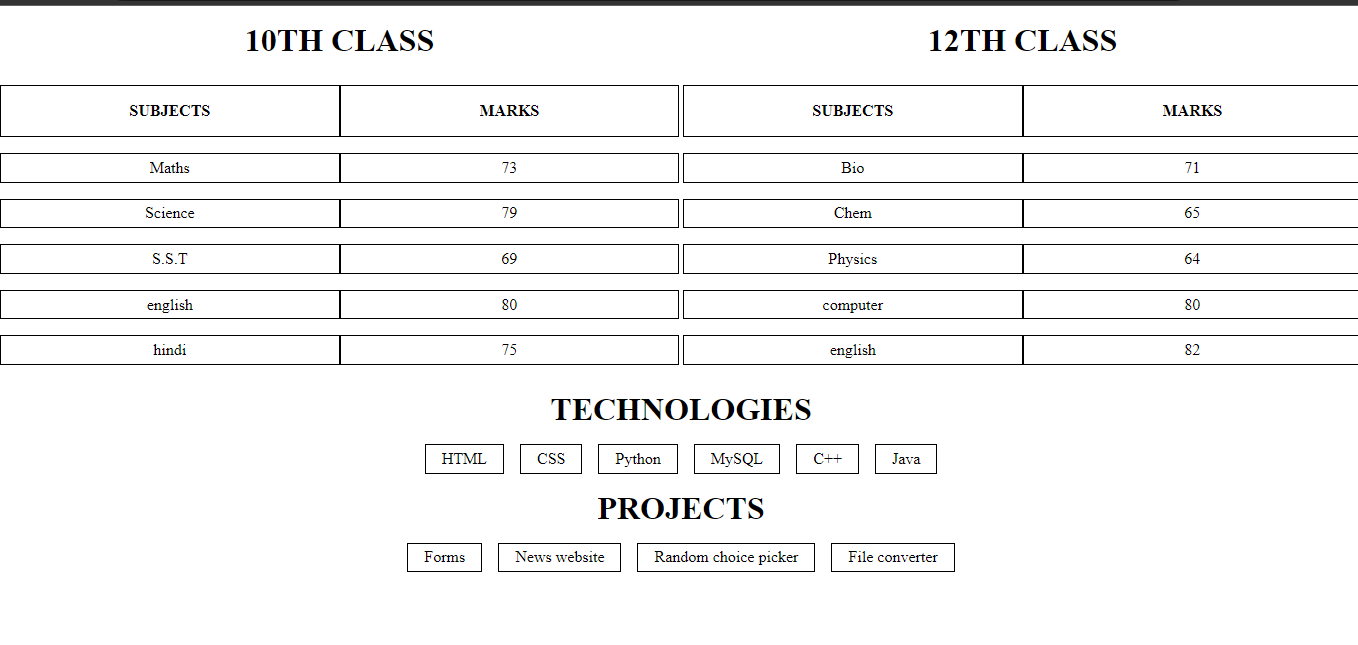 10TH CLASS 12TH CLASS
SUBJECTS MARKS SUBJECTS MARKS
Maths 73 Bio 71
Science 79 Chem 65
S.S.T 69 Physics 64
english 80 computer 80
hindi 75 english 82
TECHNOLOGIES
HTML CSS Python MySQL C++ Java
PROJECTS
Forms News website Random choice picker File converter